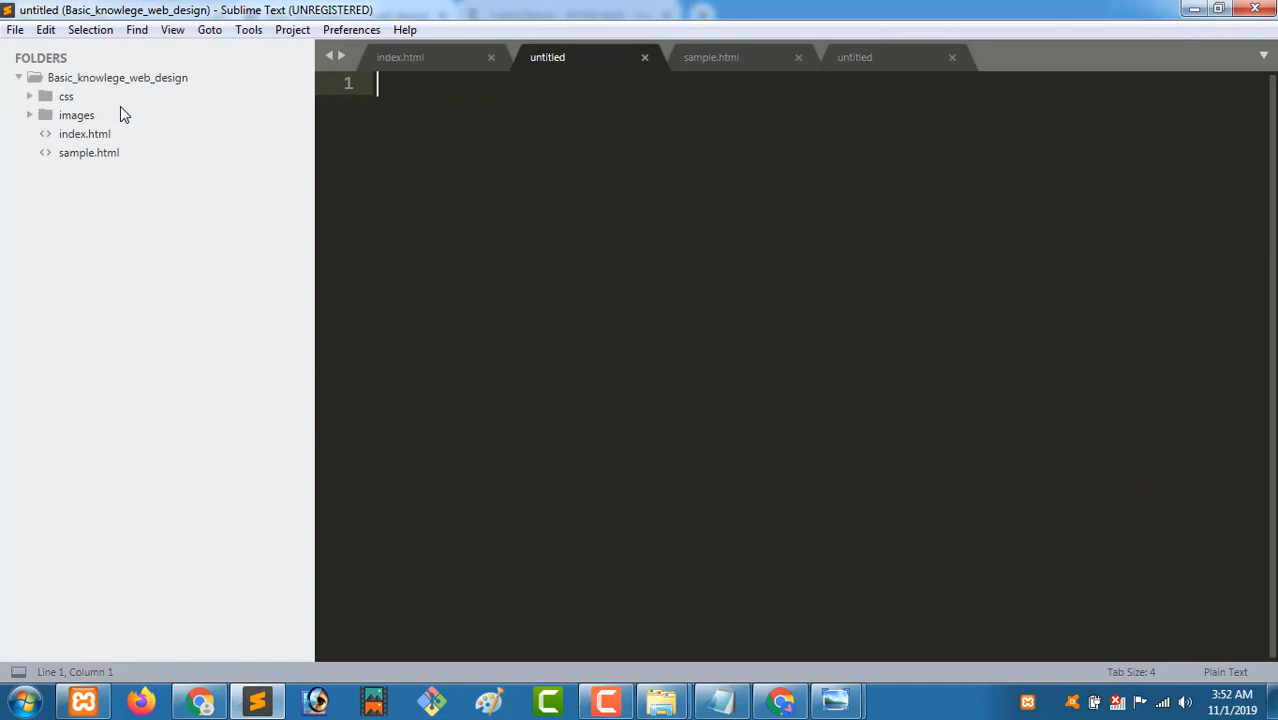 untitled (Basic_knowlege_web_design) - Sublime Text (UNREGISTERED)
File Edit Selection Find View Goto Tools Project Preferences Help
FOLDERS
Basic_knowlege_web_design
css
images
index.html
sample.html
index.html untitled sample.html untitled
1
Line 1, Column 1 Tab Size: 4 Plain Text
3:52 AM
11/1/2019